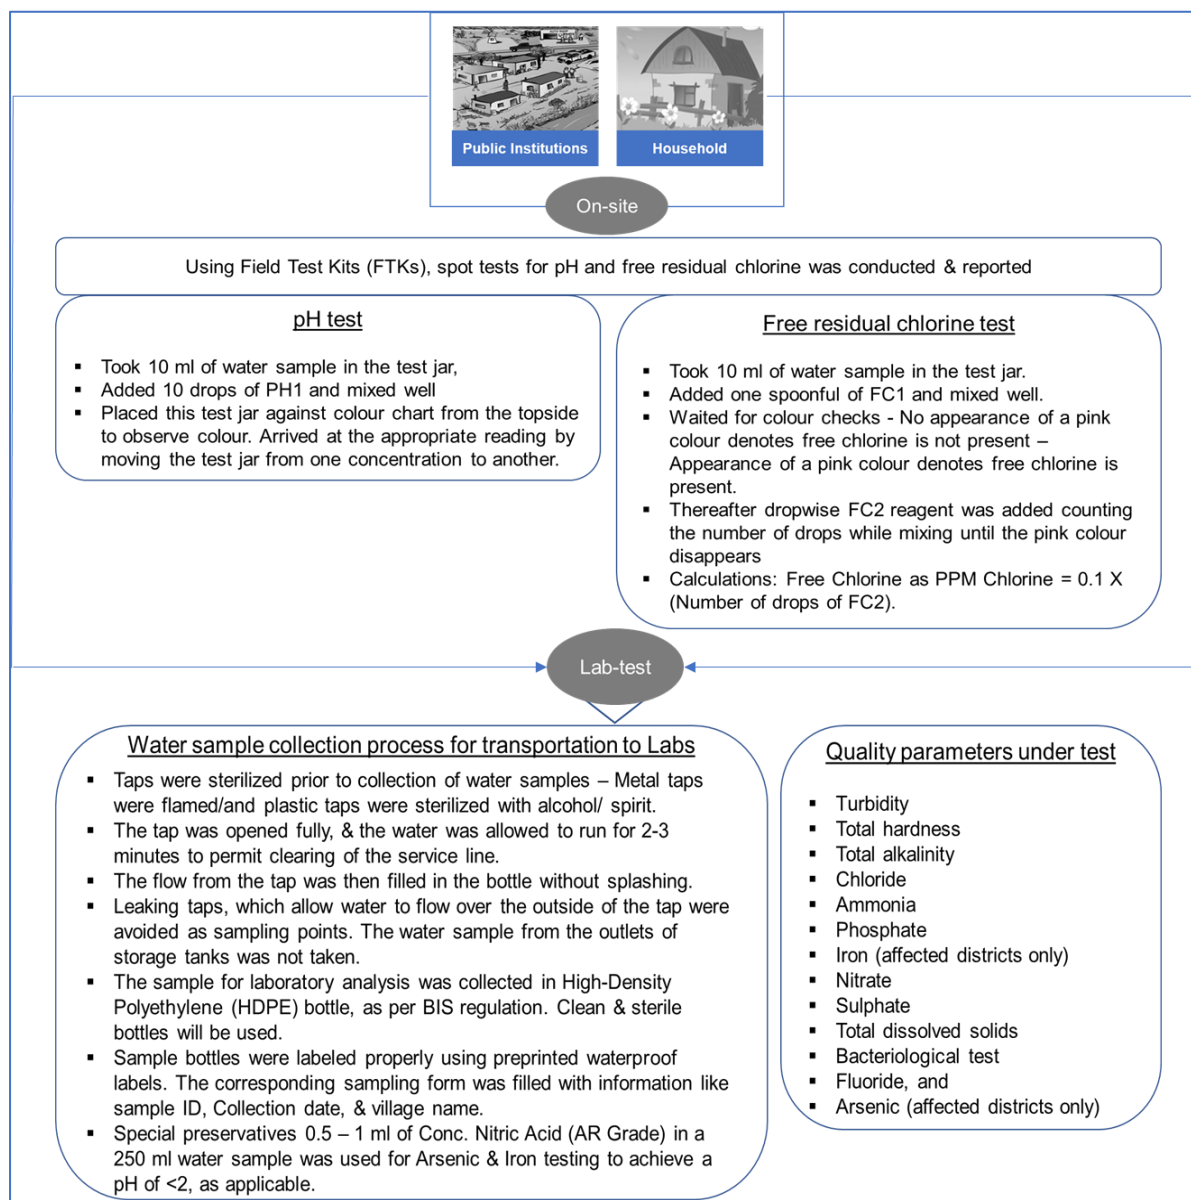 Public Institutions
Household
On-site
Using Field Test Kits (FTKs), spot tests for pH and free residual chlorine was conducted & reported
pH test
▪ Took 10 ml of water sample in the test jar,
▪ Added 10 drops of PH1 and mixed well
▪ Placed this test jar against colour chart from the topside
to observe colour. Arrived at the appropriate reading by
moving the test jar from one concentration to another.
Free residual chlorine test
▪ Took 10 ml of water sample in the test jar.
▪ Added one spoonful of FC1 and mixed well.
▪ Waited for colour checks - No appearance of a pink
colour denotes free chlorine is not present –
Appearance of a pink colour denotes free chlorine is
present.
▪ Thereafter dropwise FC2 reagent was added counting
the number of drops while mixing until the pink colour
disappears
▪ Calculations: Free Chlorine as PPM Chlorine = 0.1 X
(Number of drops of FC2).
Lab-test
Water sample collection process for transportation to Labs
▪ Taps were sterilized prior to collection of water samples – Metal taps
were flamed/and plastic taps were sterilized with alcohol/ spirit.
▪ The tap was opened fully, & the water was allowed to run for 2-3
minutes to permit clearing of the service line.
▪ The flow from the tap was then filled in the bottle without splashing.
▪ Leaking taps, which allow water to flow over the outside of the tap were
avoided as sampling points. The water sample from the outlets of
storage tanks was not taken.
▪ The sample for laboratory analysis was collected in High-Density
Polyethylene (HDPE) bottle, as per BIS regulation. Clean & sterile
bottles will be used.
▪ Sample bottles were labeled properly using preprinted waterproof
labels. The corresponding sampling form was filled with information like
sample ID, Collection date, & village name.
▪ Special preservatives 0.5 – 1 ml of Conc. Nitric Acid (AR Grade) in a
250 ml water sample was used for Arsenic & Iron testing to achieve a
pH of <2, as applicable.
Quality parameters under test
▪ Turbidity
▪ Total hardness
▪ Total alkalinity
▪ Chloride
▪ Ammonia
▪ Phosphate
▪ Iron (affected districts only)
▪ Nitrate
▪ Sulphate
▪ Total dissolved solids
▪ Bacteriological test
▪ Fluoride, and
▪ Arsenic (affected districts only)